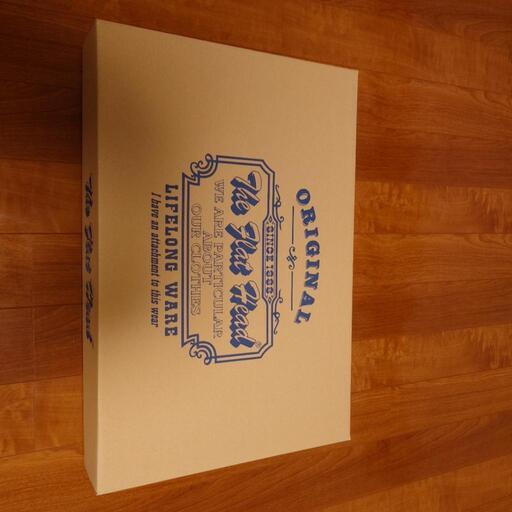 ORIGINAL
SINCE 1996
The Flat Head
WE ARE PARTICULAR
ABOUT
OUR CLOTHES
LIFELONG WARE
I have an attachment to this wear
The Flat Head